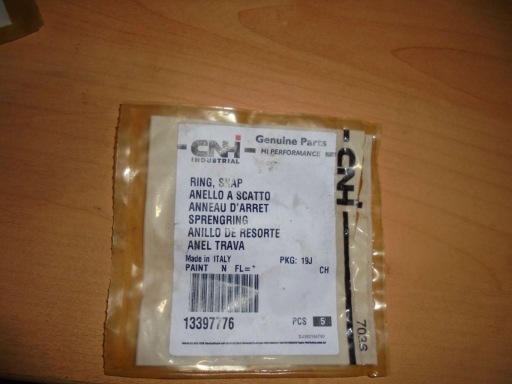 CNH
INDUSTRIAL
Genuine Parts
HI PERFORMANCE
RING, SNAP
ANELLO A SCATTO
ANNEAU D'ARRET
SPRENGRING
ANILLO DE RESORTE
ANEL TRAVA
Made in ITALY PKG: 19J
PAINT N FL=* CH
13397776 PCS 5
CNH